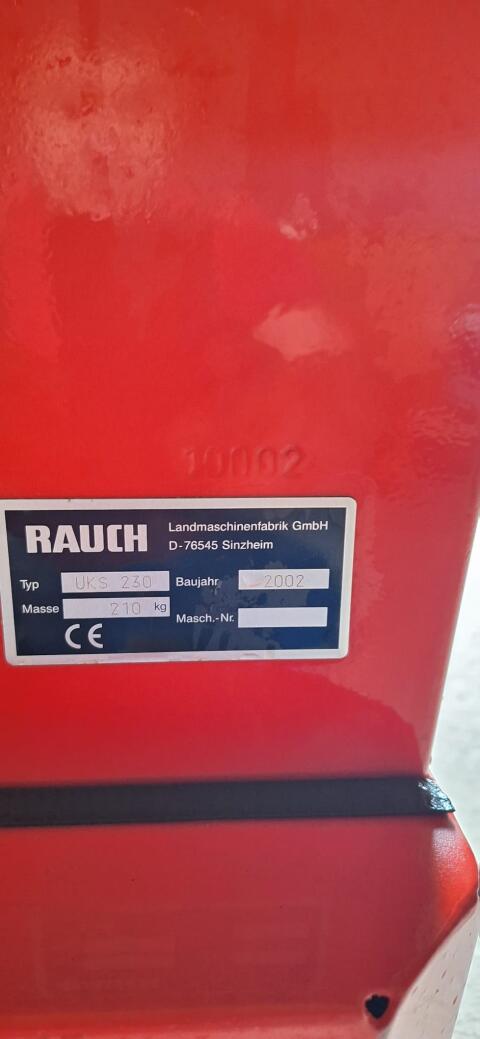 10002
RAUCH
Landmaschinenfabrik GmbH
D-76545 Sinzheim
Typ UKS 230 Baujahr 2002
Masse 210 kg Masch.-Nr.
CE